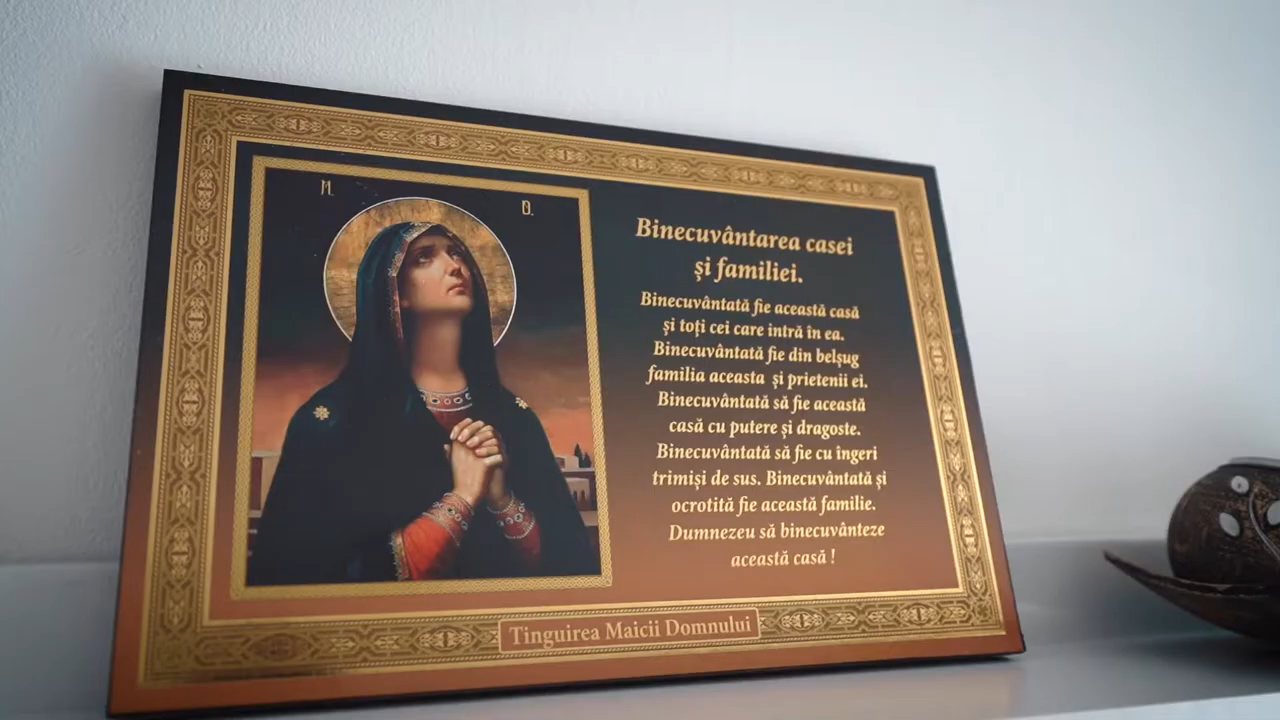 M.
D.
Binecuvântarea casei
și familiei.
Binecuvântată fie această casă
și toți cei care intră în ea.
Binecuvântată fie din belșug
familia aceasta și prietenii ei.
Binecuvântată să fie această
casă cu putere și dragoste.
Binecuvântată să fie cu îngeri
trimiși de sus. Binecuvântată și
ocrotită fie această familie.
Dumnezeu să binecuvânteze
această casă !
Tinguirea Maicii Domnului